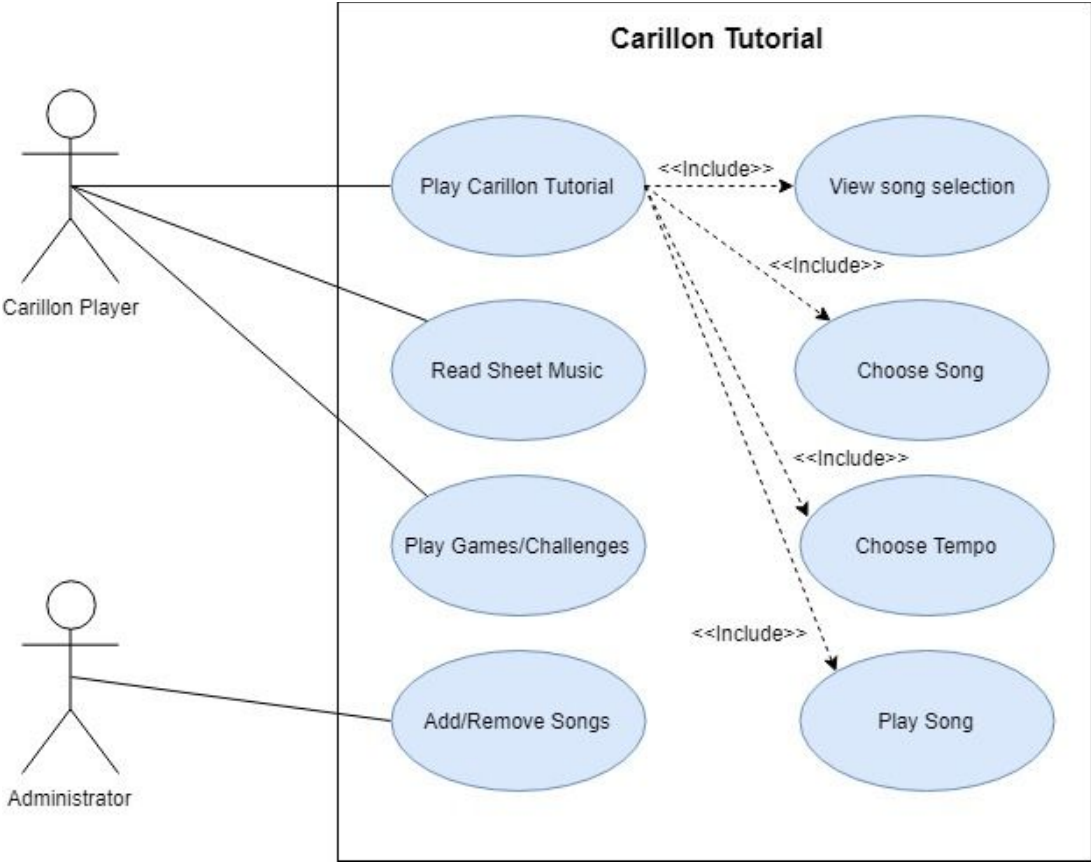 Carillon Tutorial
Play Carillon Tutorial
<<Include>>
View song selection
<<Include>>
Carillon Player
Read Sheet Music
Choose Song
<<Include>>
Play Games/Challenges
Choose Tempo
<<Include>>
Add/Remove Songs
Play Song
Administrator